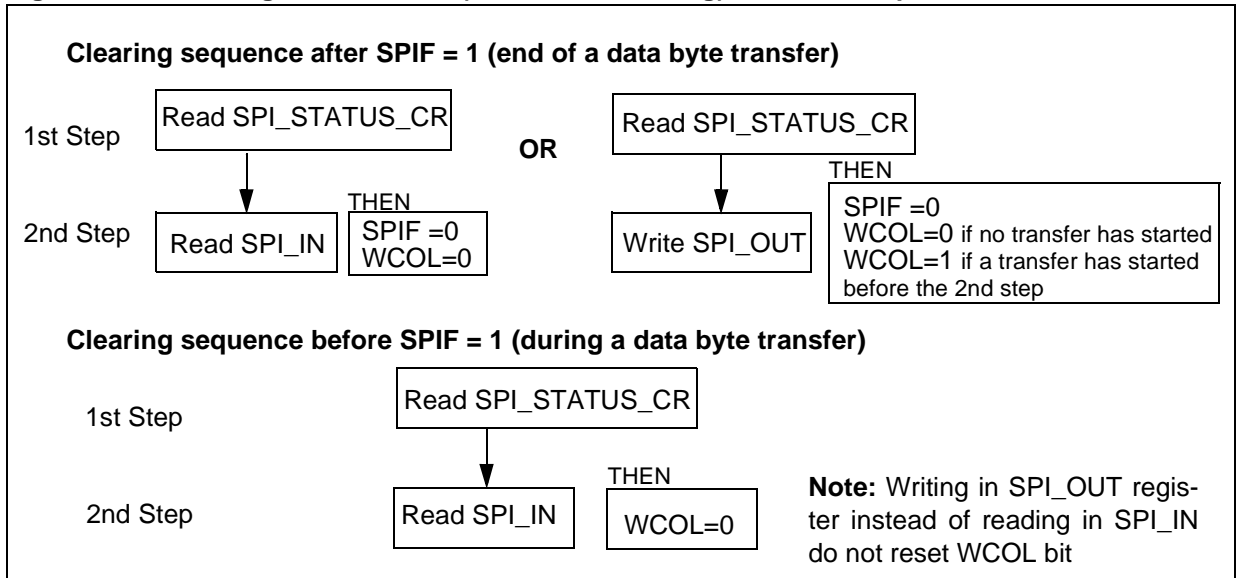 Clearing sequence after SPIF = 1 (end of a data byte transfer)
1st Step
Read SPI_STATUS_CR
OR
Read SPI_STATUS_CR
2nd Step
Read SPI_IN
THEN
SPIF =0
WCOL=0
Write SPI_OUT
THEN
SPIF =0
WCOL=0 if no transfer has started
WCOL=1 if a transfer has started
before the 2nd step
Clearing sequence before SPIF = 1 (during a data byte transfer)
1st Step
Read SPI_STATUS_CR
2nd Step
Read SPI_IN
THEN
WCOL=0
Note: Writing in SPI_OUT regis-
ter instead of reading in SPI_IN
do not reset WCOL bit